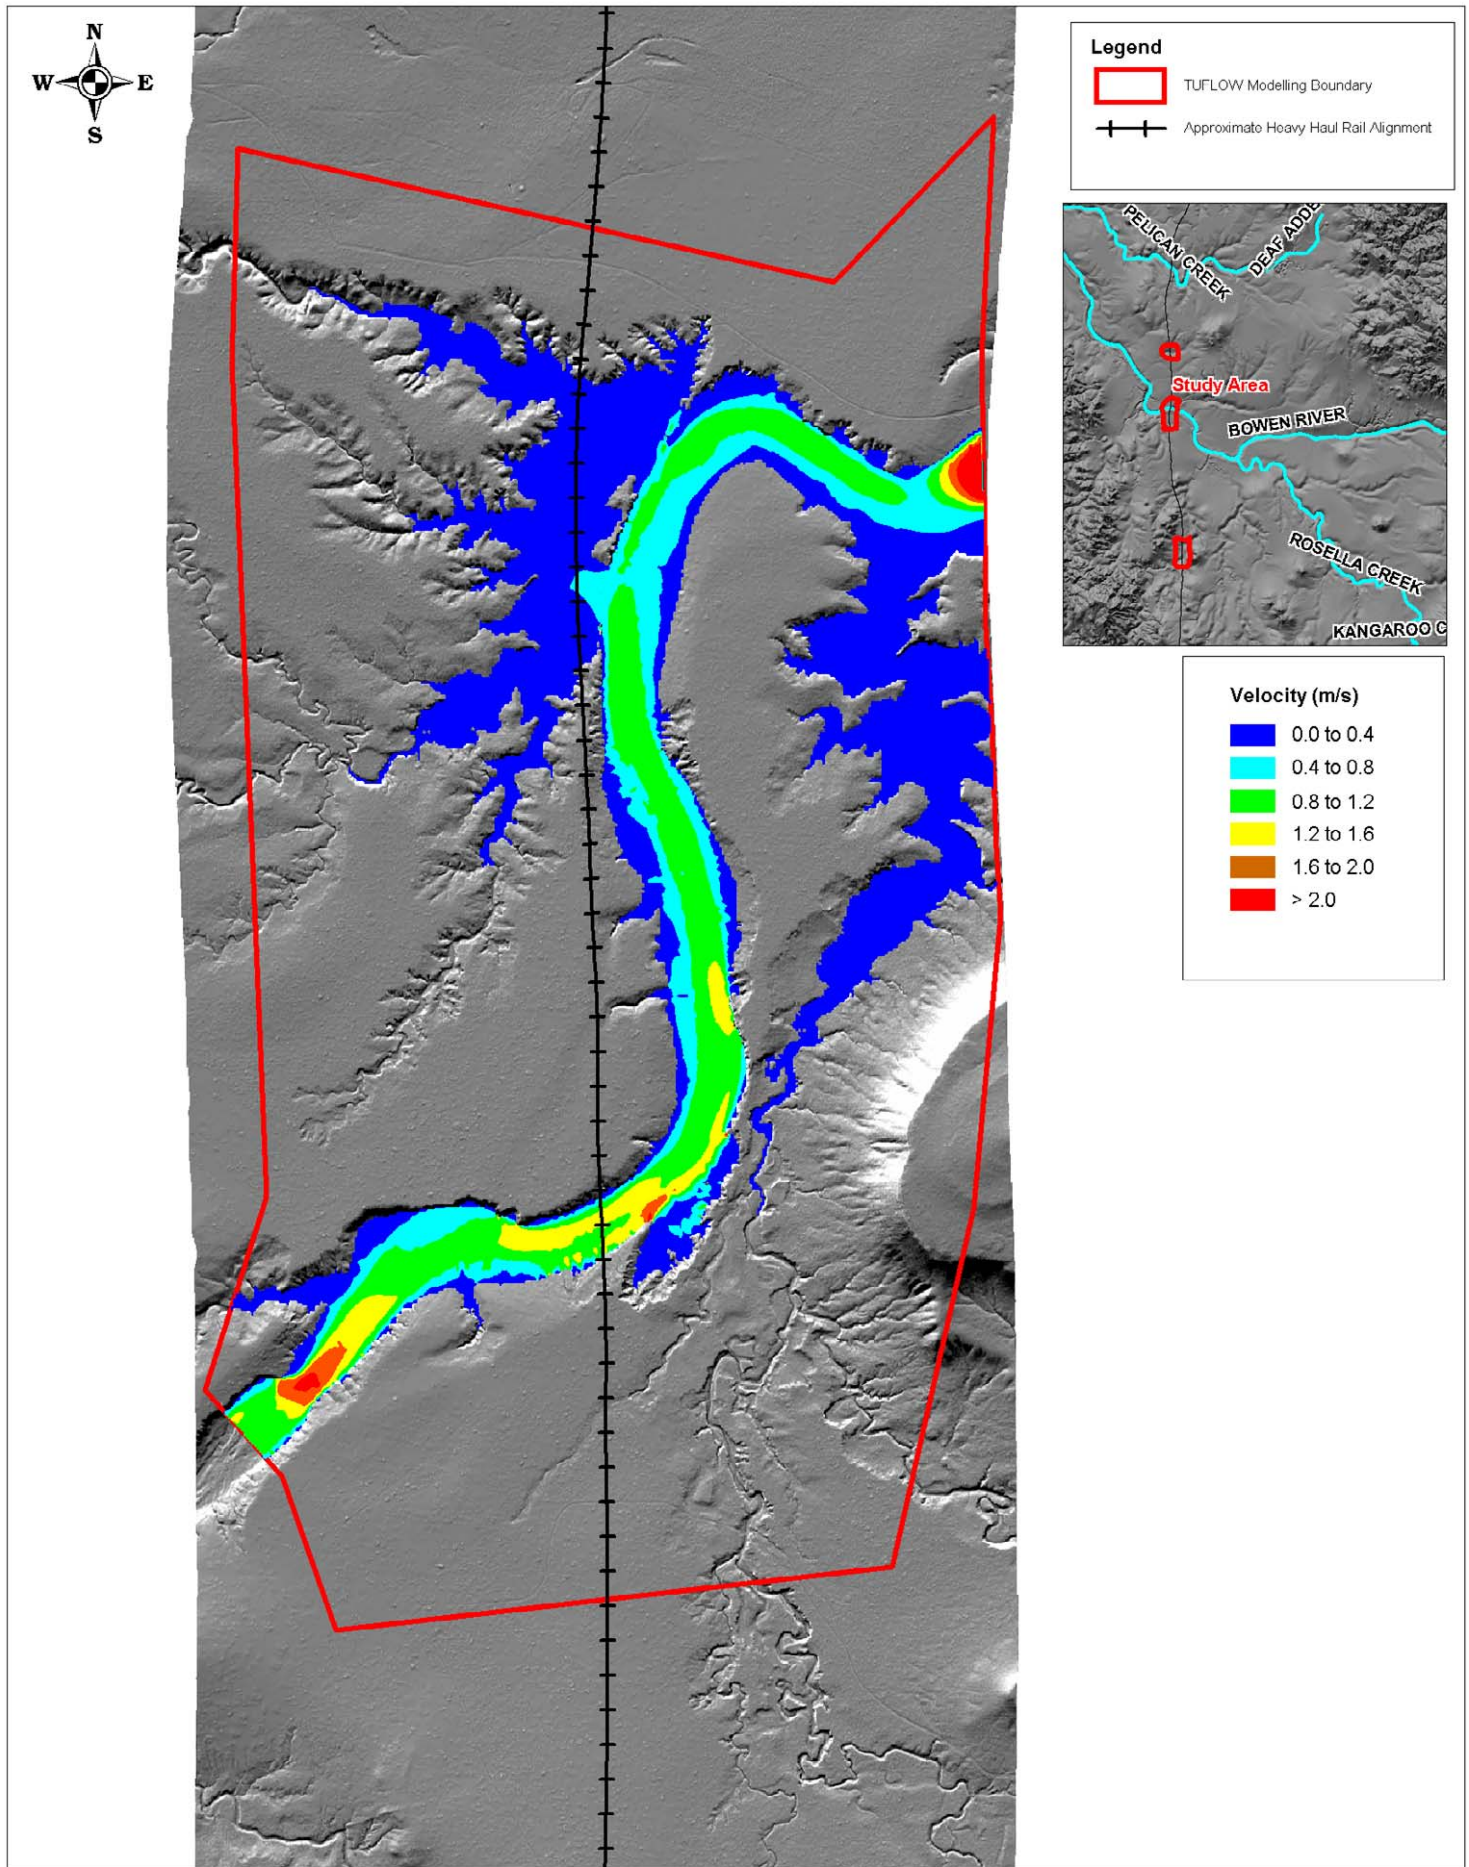 N
W E
S
Legend
TUFLOW Modelling Boundary
Approximate Heavy Haul Rail Alignment
PELICAN CREEK
DEAF ADDE
Study Area
BOWEN RIVER
ROSELLA CREEK
KANGAROO C
Velocity (m/s)
0.0 to 0.4
0.4 to 0.8
0.8 to 1.2
1.2 to 1.6
1.6 to 2.0
> 2.0